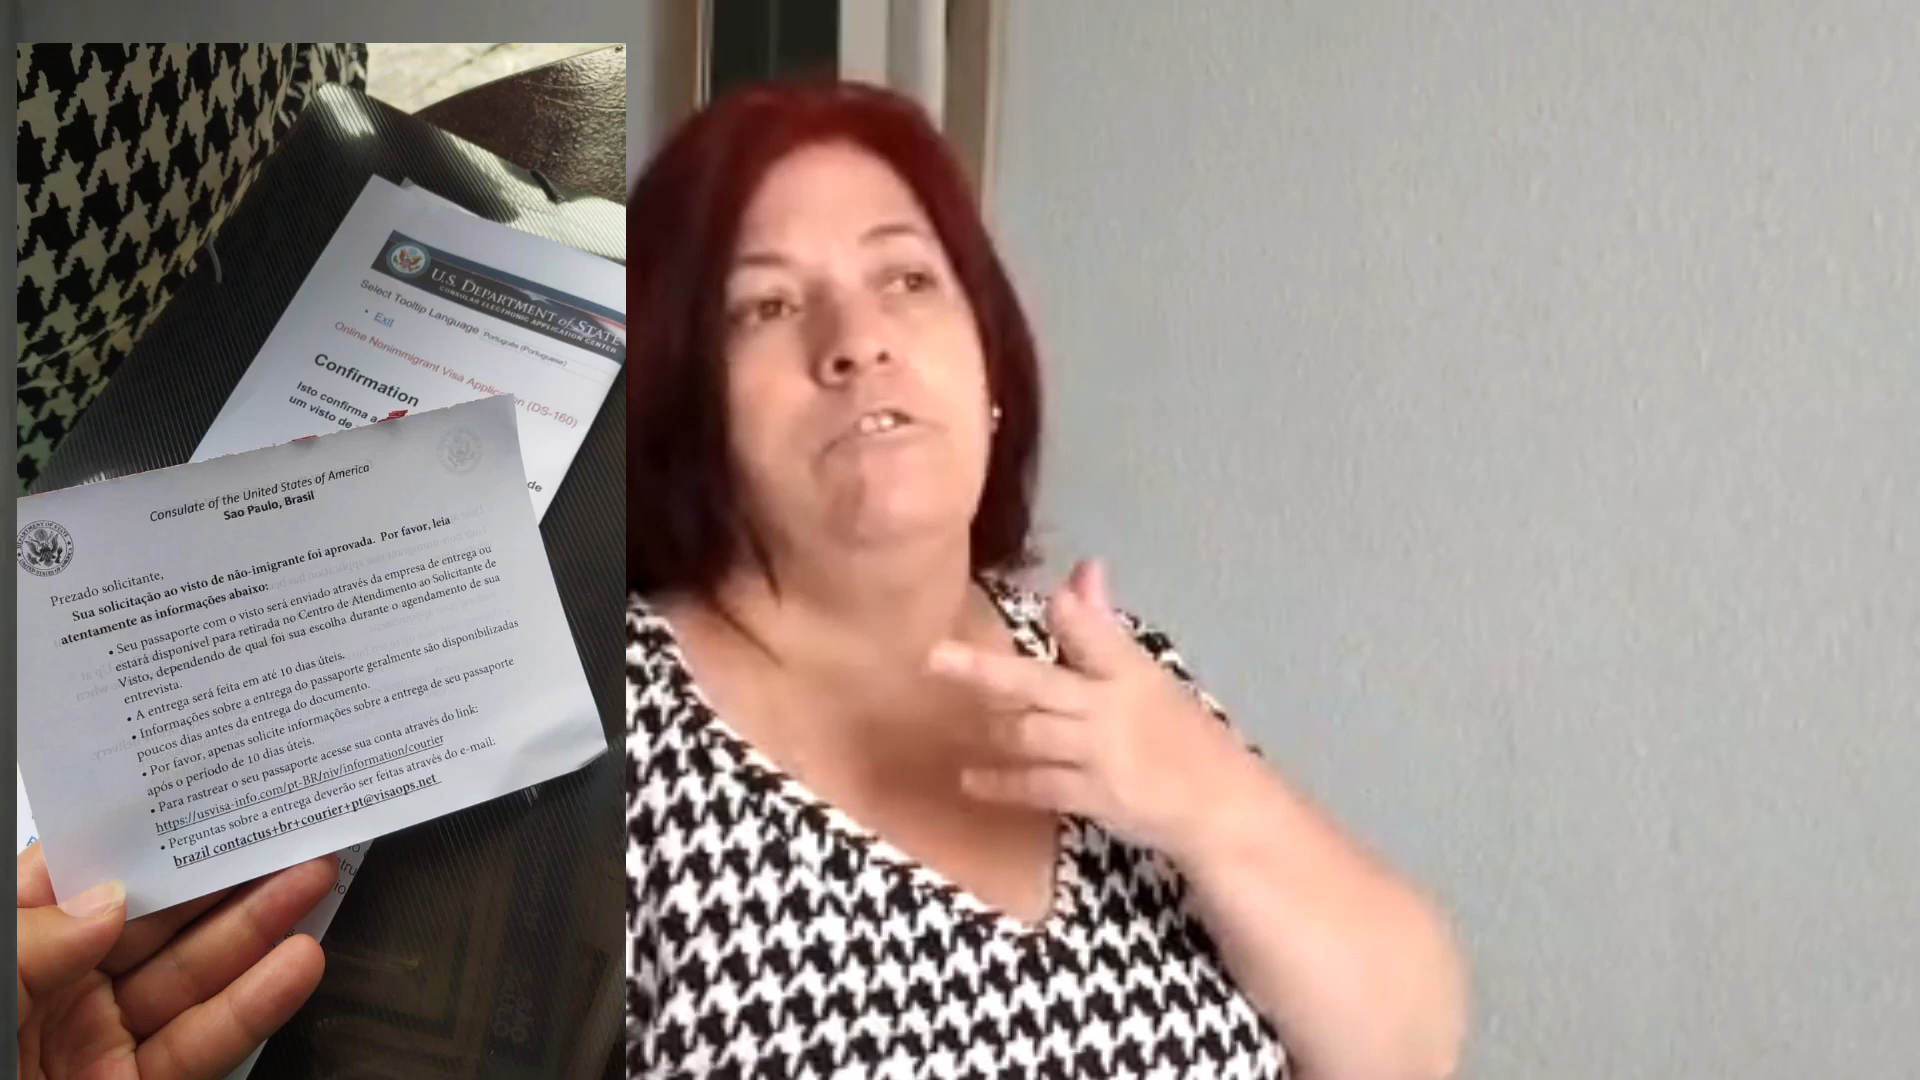 U.S. DEPARTMENT of STATE
CONSULAR ELECTRONIC APPLICATION CENTER
Select Tooltip Language Português (Portuguese)
• Exit
Online Nonimmigrant Visa Application (DS-160)
Confirmation
Isto confirma a
um visto de
de
Consulate of the United States of America
Sao Paulo, Brasil
Prezado solicitante,
Sua solicitação ao visto de não-imigrante foi aprovada. Por favor, leia
atentamente as informações abaixo:
• Seu passaporte com o visto será enviado através da empresa de entrega ou
estará disponível para retirada no Centro de Atendimento ao Solicitante de
Visto, dependendo de qual foi sua escolha durante o agendamento de sua
entrevista.
• A entrega será feita em até 10 dias úteis.
• Informações sobre a entrega do passaporte geralmente são disponibilizadas
poucos dias antes da entrega do documento.
• Por favor, apenas solicite informações sobre a entrega de seu passaporte
após o período de 10 dias úteis.
• Para rastrear o seu passaporte acesse sua conta através do link:
https://usvisa-info.com/pt-BR/niv/information/courier
• Perguntas sobre a entrega deverão ser feitas através do e-mail:
brazil contactus+br+courier+pt@visaops.net